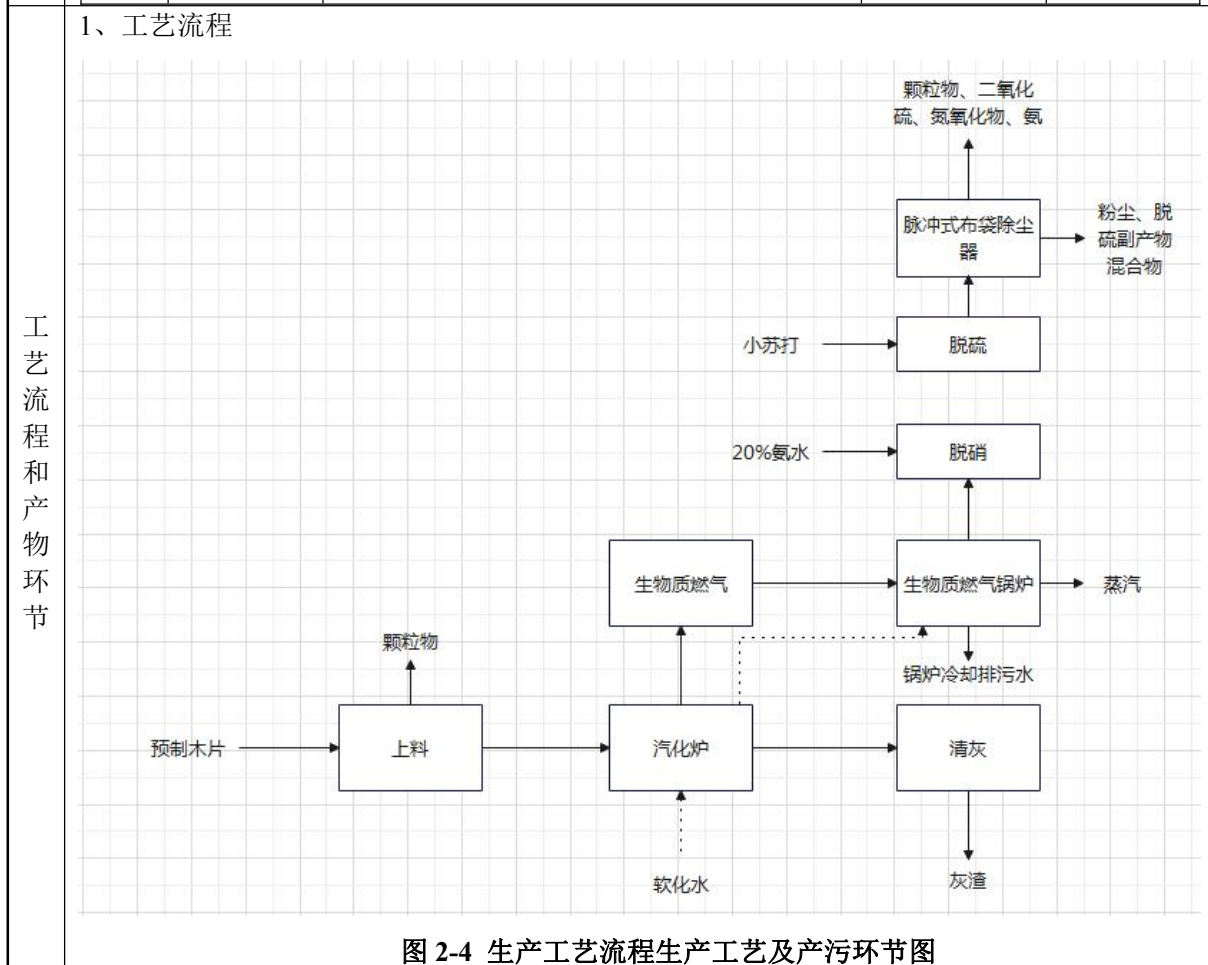 1、工艺流程
工
艺
流
程
和
产
物
环
节
颗粒物、二氧化
硫、氮氧化物、氨
脉冲式布袋除尘
器
粉尘、脱
硫副产物
混合物
小苏打
脱硫
20%氨水
脱硝
生物质燃气
生物质燃气锅炉
蒸汽
颗粒物
锅炉冷却排污水
预制木片
上料
汽化炉
清灰
软化水
灰渣
图 2-4 生产工艺流程生产工艺及产污环节图